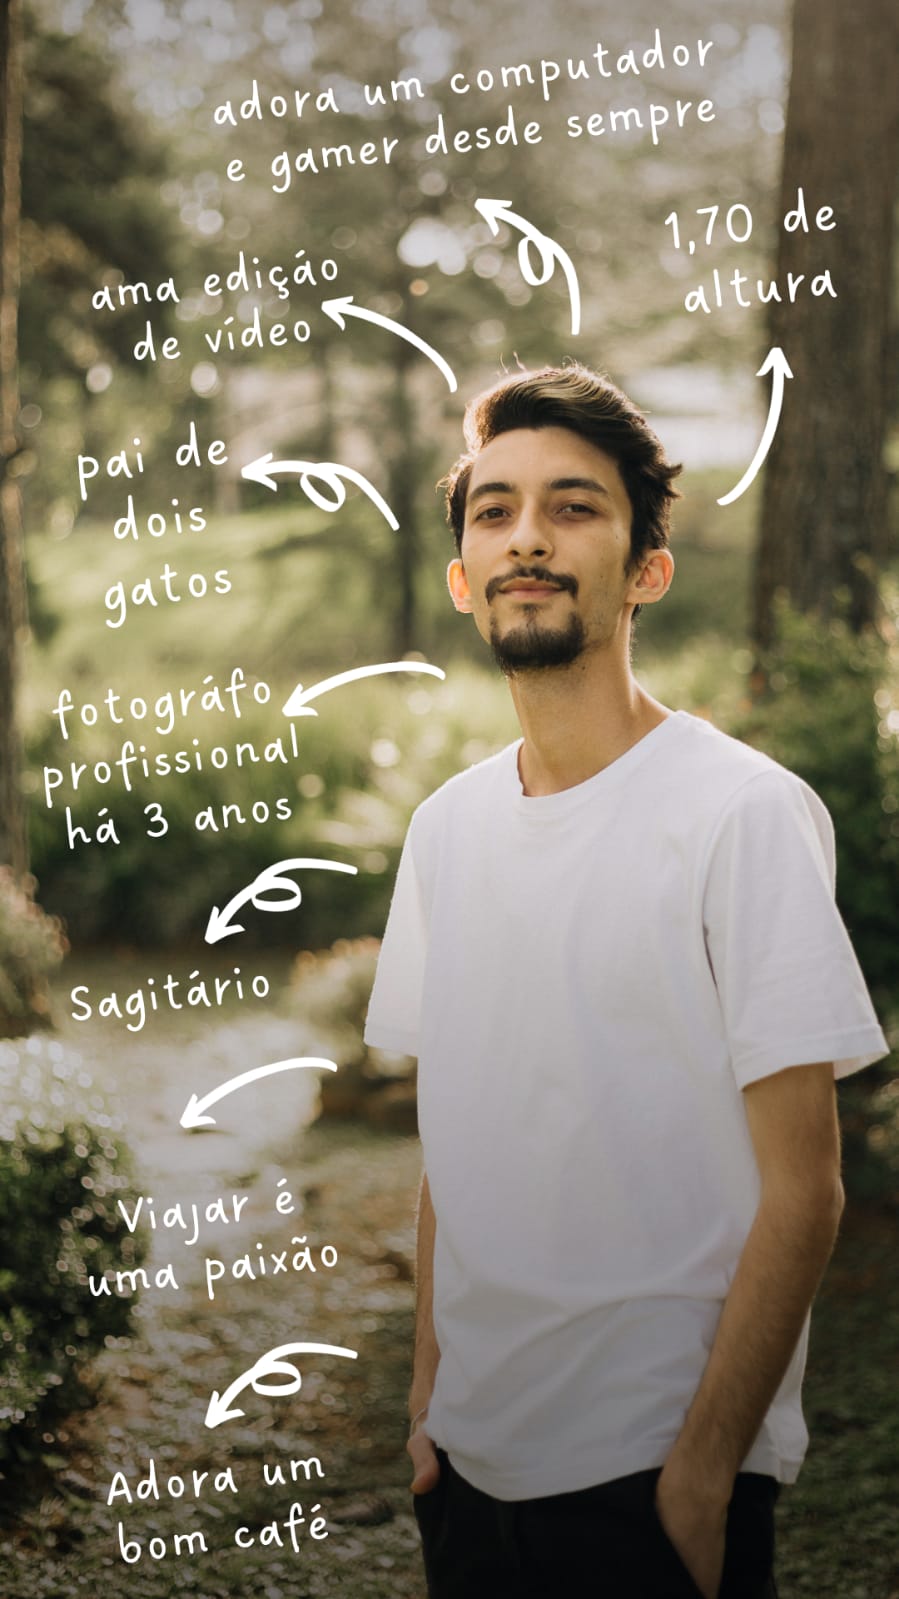 adora um computador
e gamer desde sempre
1,70 de
altura
ama edição
de vídeo
pai de
dois
gatos
fotográfo
profissional
há 3 anos
Sagitário
Viajar é
uma paixão
Adora um
bom café